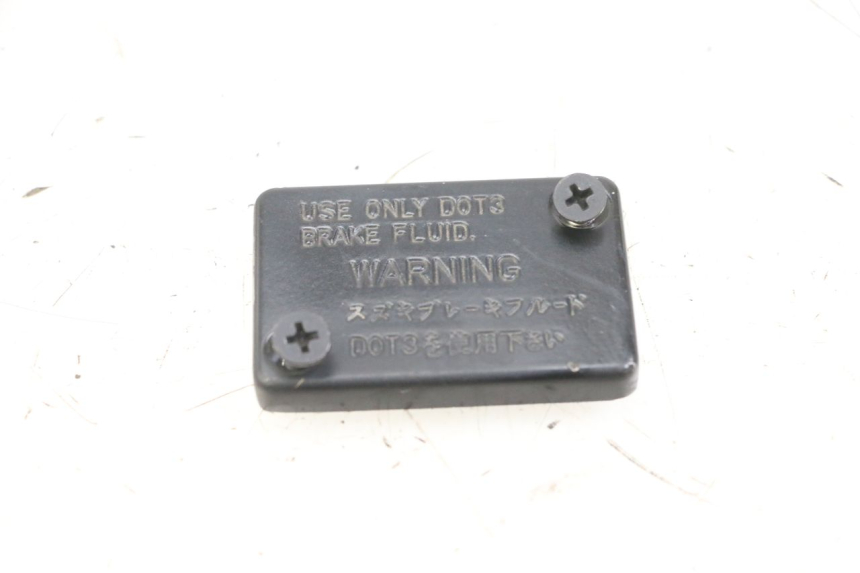 USE ONLY DOT3
BRAKE FLUID.
WARNING
スズキブレーキフルード
DOT3を使用下さい